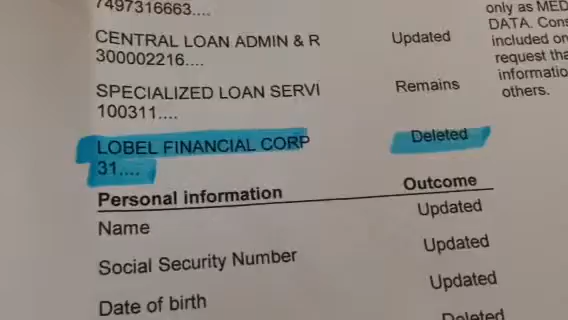 7497316663....
CENTRAL LOAN ADMIN & R Updated
300002216....
SPECIALIZED LOAN SERVI Remains
100311....
LOBEL FINANCIAL CORP Deleted
31....
Personal information Outcome
Name Updated
Social Security Number Updated
Date of birth Updated
Deleted
only as MED
DATA. Cons
included on
request tha
informatio
others.